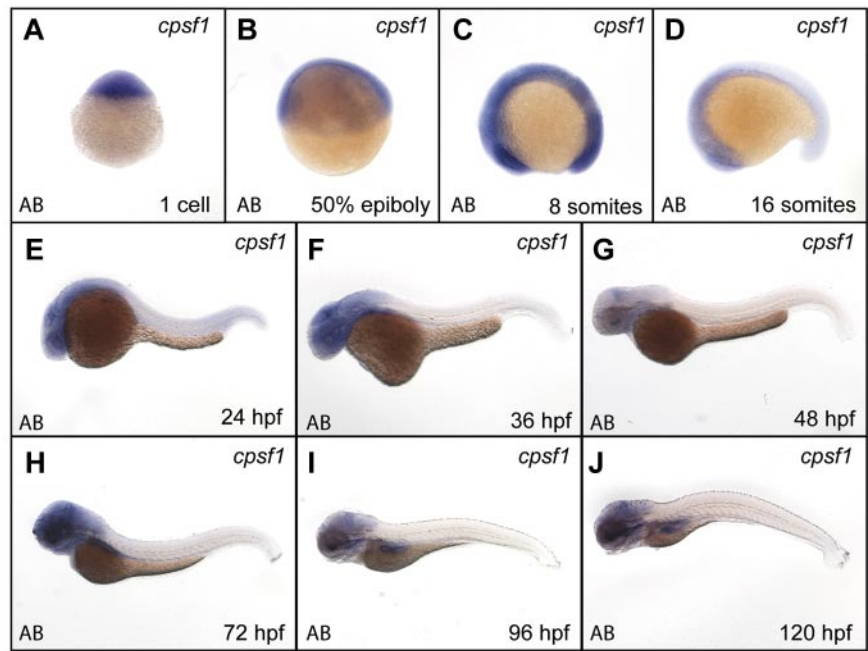 A cpsf1
AB 1 cell
B cpsf1
AB 50% epiboly
C cpsf1
AB 8 somites
D cpsf1
AB 16 somites
E cpsf1
AB 24 hpf
F cpsf1
AB 36 hpf
G cpsf1
AB 48 hpf
H cpsf1
AB 72 hpf
I cpsf1
AB 96 hpf
J cpsf1
AB 120 hpf